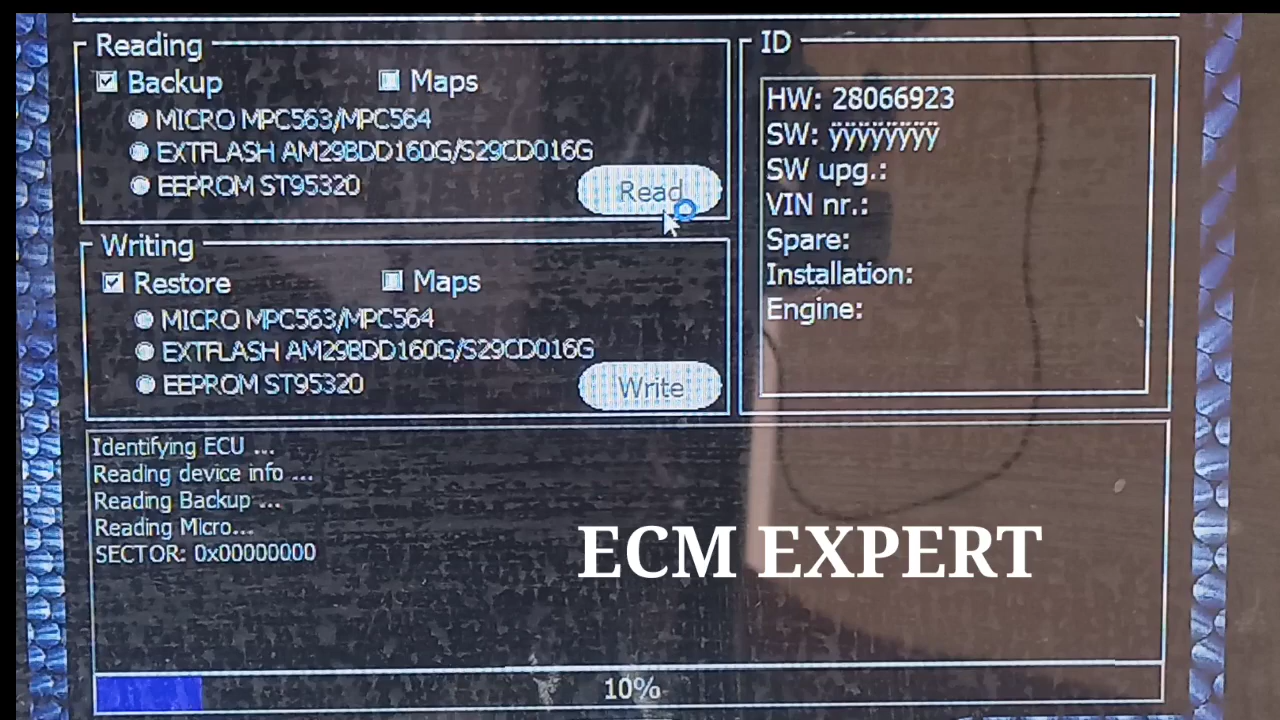 Reading
Backup Maps
MICRO MPC563/MPC564
EXTFLASH AM29BDD160G/S29CD016G
EEPROM ST95320
Read
Writing
Restore Maps
MICRO MPC563/MPC564
EXTFLASH AM29BDD160G/S29CD016G
EEPROM ST95320
Write
ID
HW: 28066923
SW: ÿÿÿÿÿÿÿÿ
SW upg.:
VIN nr.:
Spare:
Installation:
Engine:
Identifying ECU ...
Reading device info ...
Reading Backup ...
Reading Micro...
SECTOR: 0x00000000
ECM EXPERT
10%